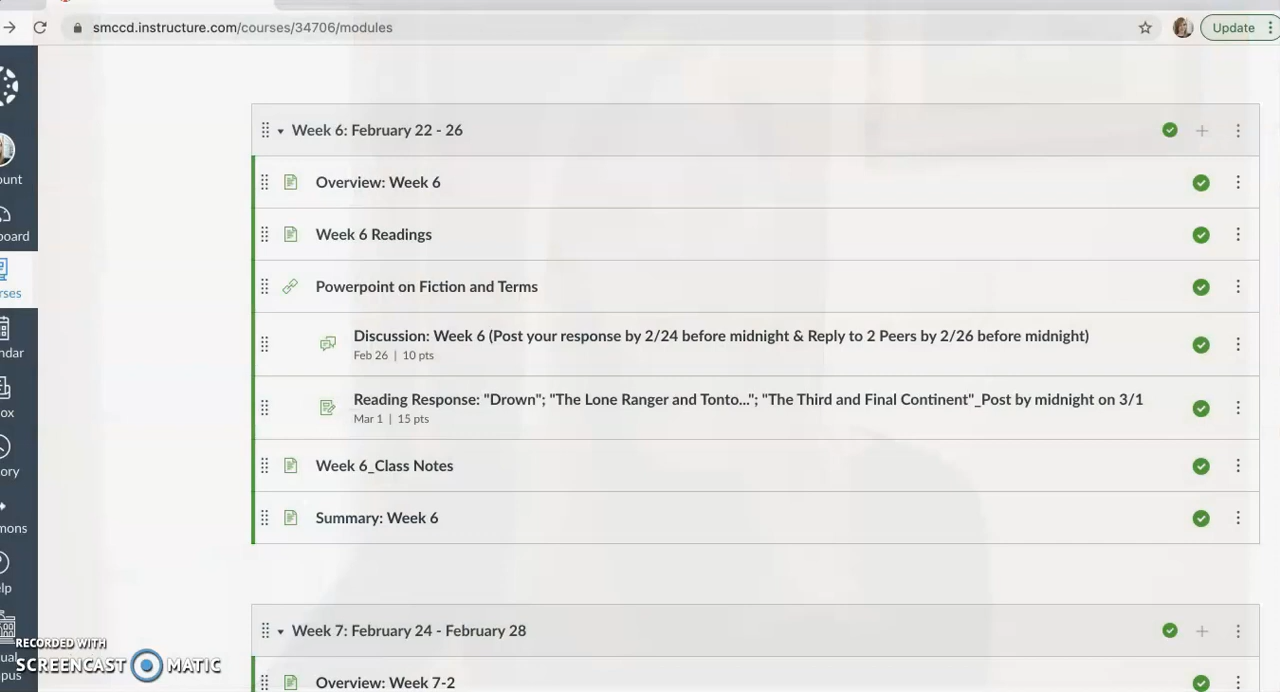 smccd.instructure.com/courses/34706/modules
Update
Week 6: February 22 - 26
Overview: Week 6
Week 6 Readings
Powerpoint on Fiction and Terms
Discussion: Week 6 (Post your response by 2/24 before midnight & Reply to 2 Peers by 2/26 before midnight)
Feb 26 | 10 pts
Reading Response: "Drown"; "The Lone Ranger and Tonto..."; "The Third and Final Continent"_Post by midnight on 3/1
Mar 1 | 15 pts
Week 6_Class Notes
Summary: Week 6
Week 7: February 24 - February 28
Overview: Week 7-2
ount
board
rses
ndar
ox
ory
mons
elp
ual
pus
RECORDED WITH
SCREENCAST MATIC